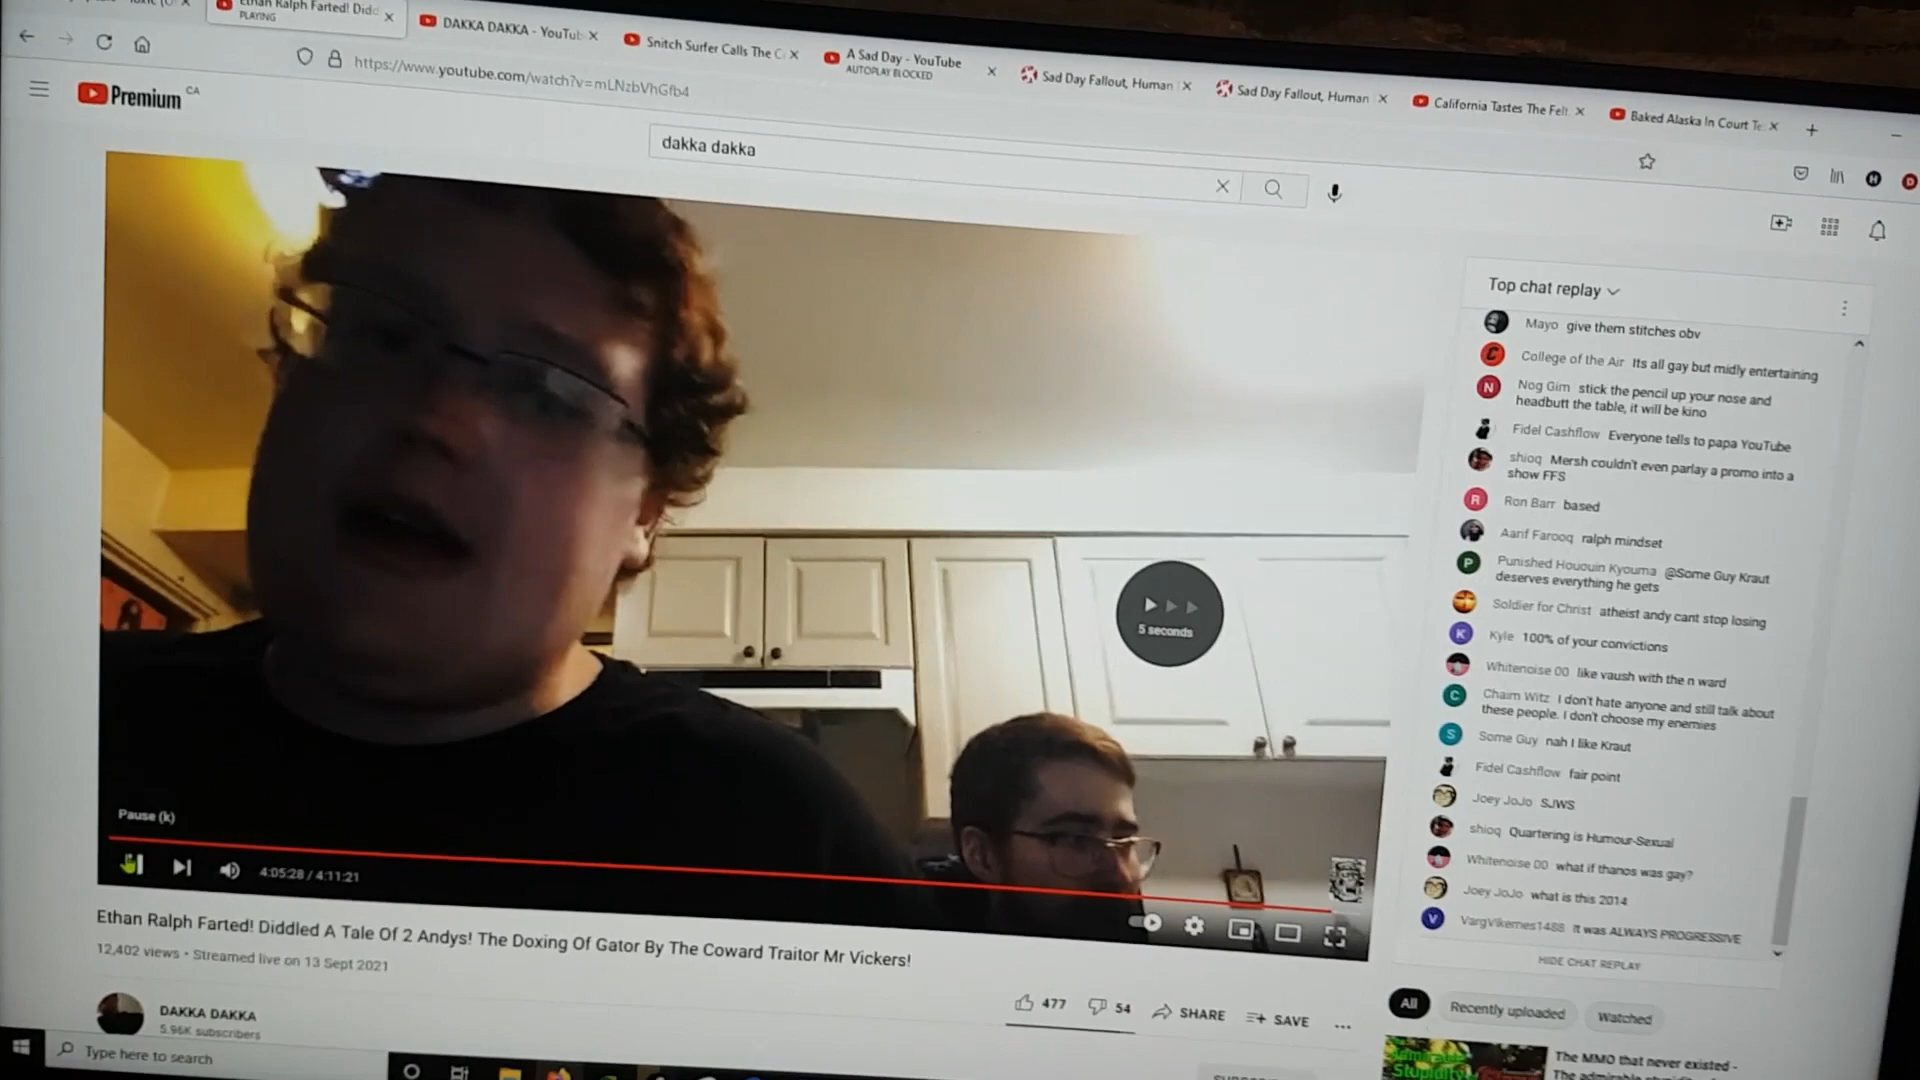 Ethan Ralph Farted! Didd
PLAYING
DAKKA DAKKA - YouTub
Snitch Surfer Calls The C
A Sad Day - YouTube
AUTOPLAY BLOCKED
Sad Day Fallout, Human
Sad Day Fallout, Human
California Tastes The Felt
Baked Alaska In Court Te
https://www.youtube.com/watch?v=mLNzbVhGfb4
Premium CA
dakka dakka
H
D
Top chat replay
Mayo give them stitches obv
College of the Air Its all gay but midly entertaining
Nog Gim stick the pencil up your nose and
headbutt the table, it will be kino
Fidel Cashflow Everyone tells to papa YouTube
shioq Mersh couldn't even parlay a promo into a
show FFS
Ron Barr based
Aarif Farooq ralph mindset
Punished Hououin Kyouma @Some Guy Kraut
deserves everything he gets
Soldier for Christ atheist andy cant stop losing
Kyle 100% of your convictions
Whitenoise 00 like vaush with the n ward
Chaim Witz I don't hate anyone and still talk about
these people. I don't choose my enemies
Some Guy nah I like Kraut
Fidel Cashflow fair point
Joey JoJo SJWS
shioq Quartering is Humour-Sexual
Whitenoise 00 what if thanos was gay?
Joey JoJo what is this 2014
VargVikernes1488 It was ALWAYS PROGRESSIVE
HIDE CHAT REPLAY
5 seconds
Pause (k)
4:05:28 / 4:11:21
Ethan Ralph Farted! Diddled A Tale Of 2 Andys! The Doxing Of Gator By The Coward Traitor Mr Vickers!
12,402 views • Streamed live on 13 Sept 2021
477
54
SHARE
SAVE
All
Recently uploaded
Watched
DAKKA DAKKA
5.96K subscribers
Type here to search
Stupidity
The MMO that never existed -